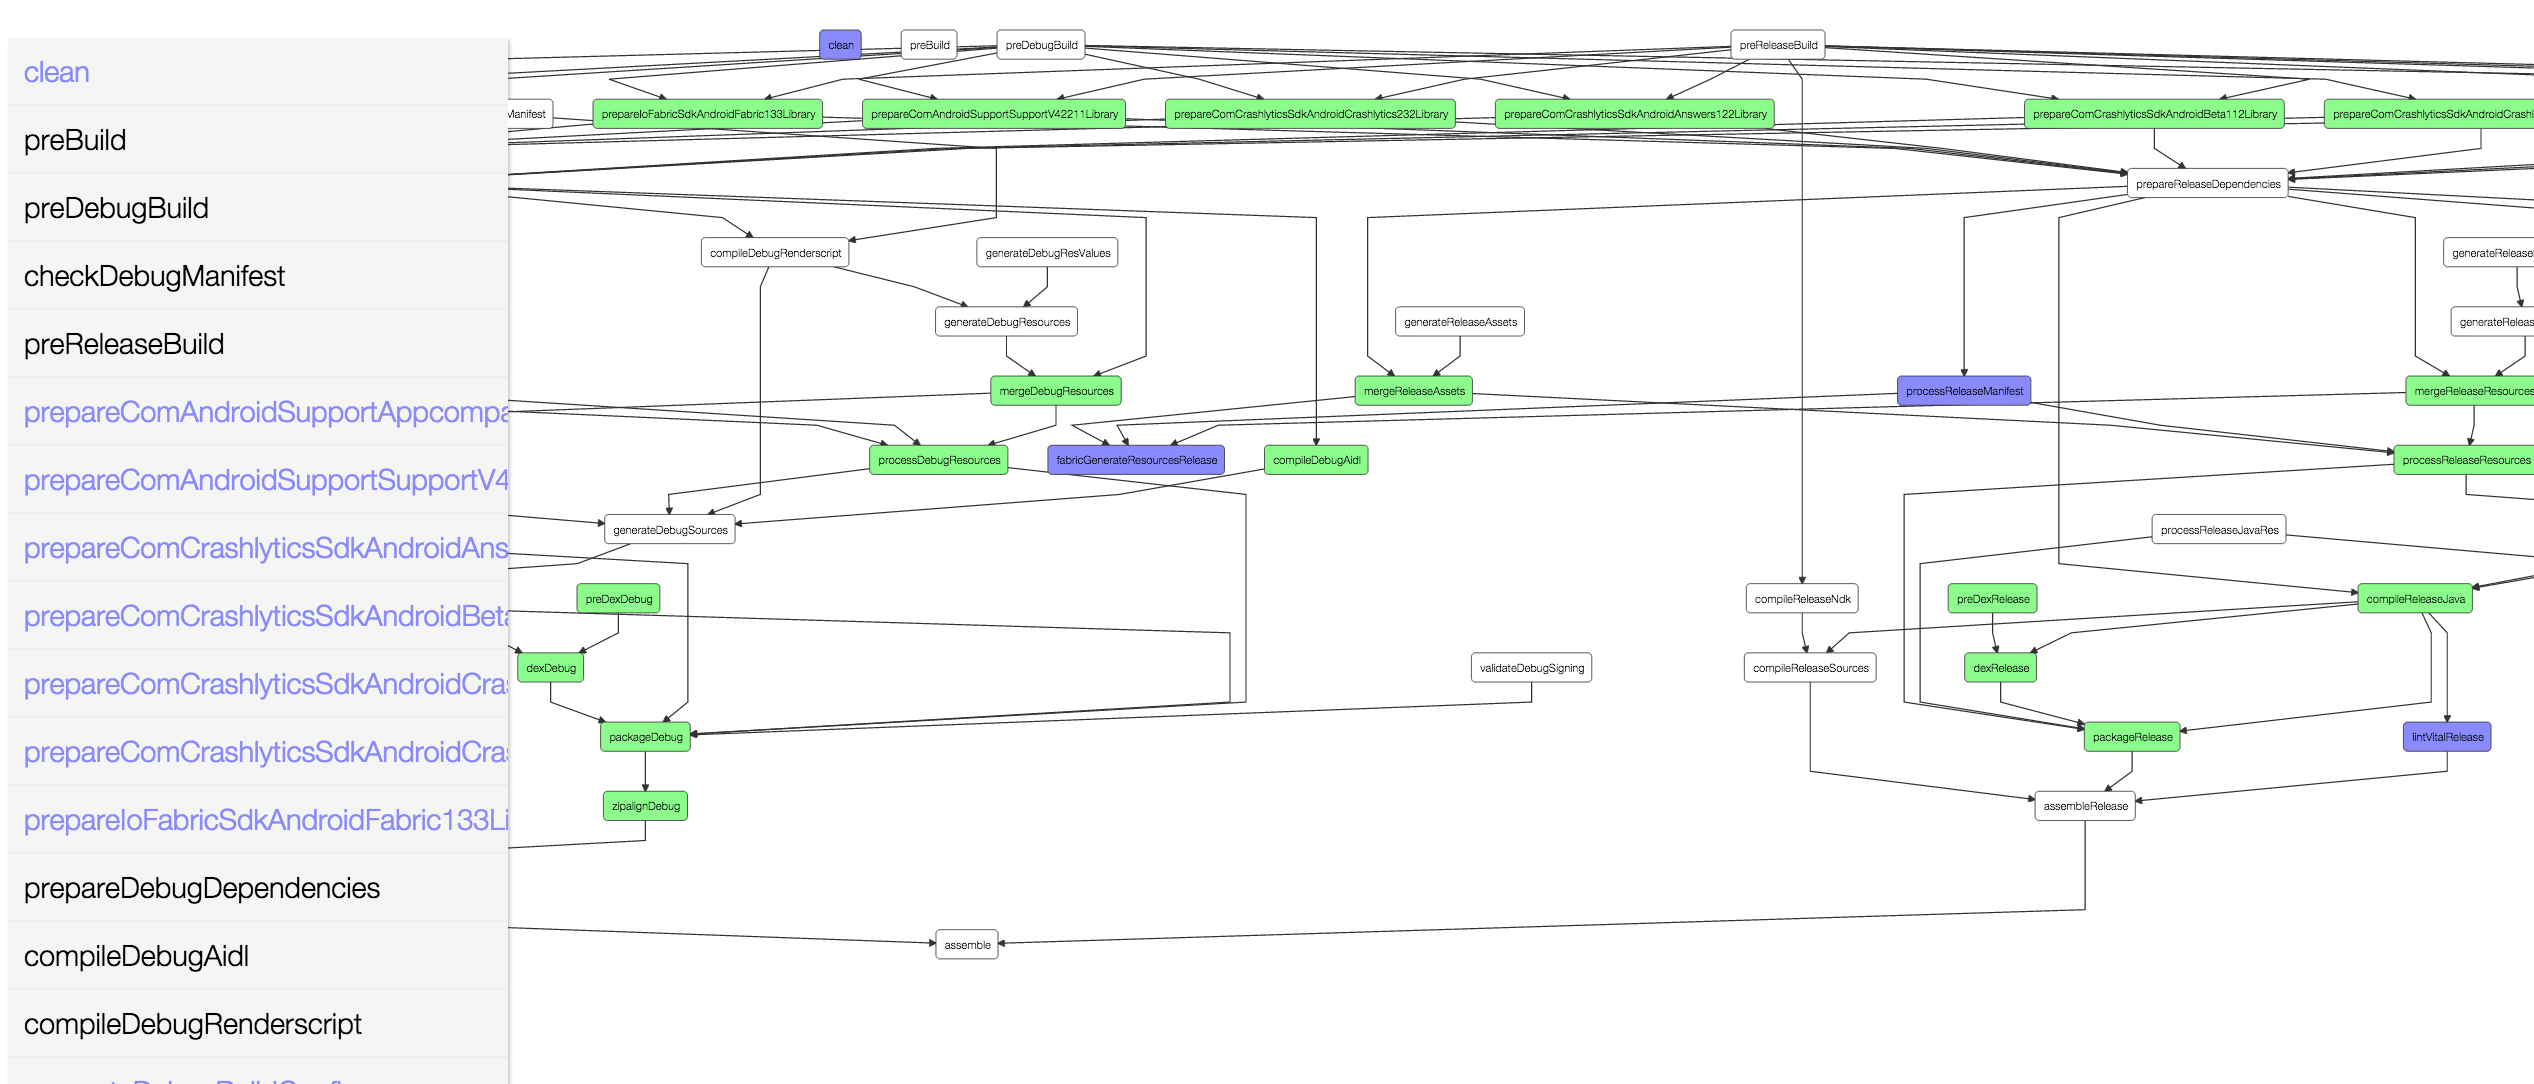 clean
preBuild
preDebugBuild
checkDebugManifest
preReleaseBuild
prepareComAndroidSupportAppcompa
prepareComAndroidSupportSupportV4
prepareComCrashlyticsSdkAndroidAns
prepareComCrashlyticsSdkAndroidBeta
prepareComCrashlyticsSdkAndroidCras
prepareComCrashlyticsSdkAndroidCras
prepareIoFabricSdkAndroidFabric133Li
prepareDebugDependencies
compileDebugAidl
compileDebugRenderscript
clean preBuild preDebugBuild preReleaseBuild
Manifest prepareIoFabricSdkAndroidFabric133Library prepareComAndroidSupportSupportV42211Library prepareComCrashlyticsSdkAndroidCrashlytics232Library prepareComCrashlyticsSdkAndroidAnswers122Library prepareComCrashlyticsSdkAndroidBeta112Library prepareComCrashlyticsSdkAndroidCrashl
prepareReleaseDependencies
compileDebugRenderscript generateDebugResValues generateRelease
generateDebugResources generateReleaseAssets generateReleas
mergeDebugResources mergeReleaseAssets processReleaseManifest mergeReleaseResources
processDebugResources fabricGenerateResourcesRelease compileDebugAidl processReleaseResources
generateDebugSources processReleaseJavaRes
preDexDebug compileReleaseNdk preDexRelease compileReleaseJava
dexDebug validateDebugSigning compileReleaseSources dexRelease
packageDebug packageRelease lintVitalRelease
zipalignDebug assembleRelease
assemble